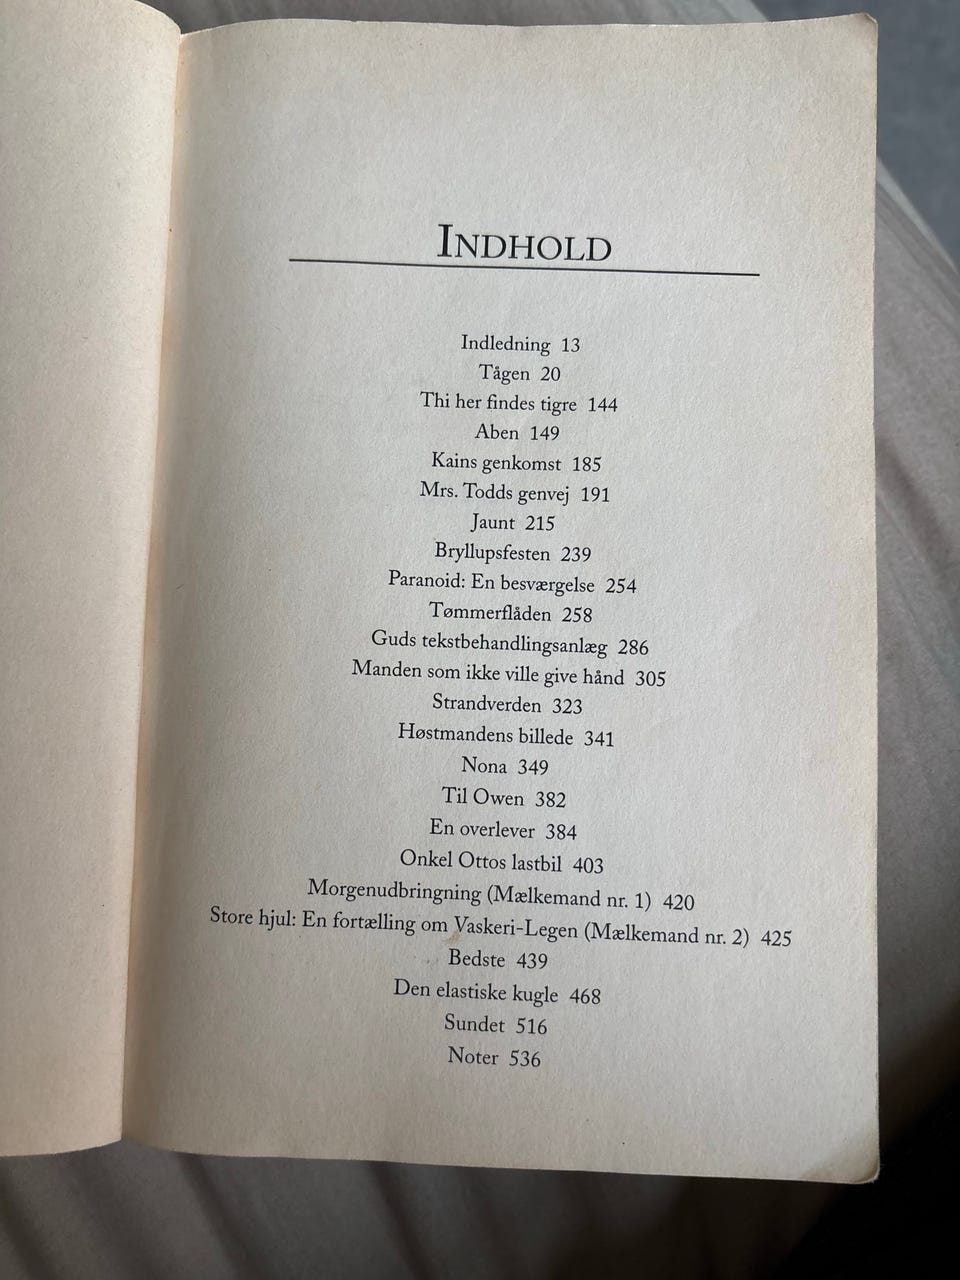 INDHOLD
Indledning 13
Tågen 20
Thi her findes tigre 144
Aben 149
Kains genkomst 185
Mrs. Todds genvej 191
Jaunt 215
Bryllupsfesten 239
Paranoid: En besværgelse 254
Tømmerflåden 258
Guds tekstbehandlingsanlæg 286
Manden som ikke ville give hånd 305
Strandverden 323
Høstmandens billede 341
Nona 349
Til Owen 382
En overlever 384
Onkel Ottos lastbil 403
Morgenudbringning (Mælkemand nr. 1) 420
Store hjul: En fortælling om Vaskeri-Legen (Mælkemand nr. 2) 425
Bedste 439
Den elastiske kugle 468
Sundet 516
Noter 536